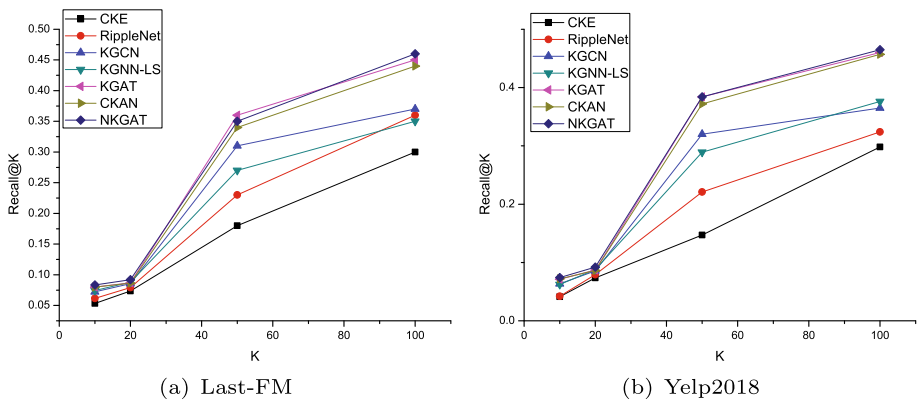 CKE
RippleNet
KGCN
KGNN-LS
KGAT
CKAN
NKGAT
0.50
0.45
0.40
0.35
0.30
0.25
0.20
0.15
0.10
0.05
Recall@K
0 20 40 60 80 100
K
(a) Last-FM
CKE
RippleNet
KGCN
KGNN-LS
KGAT
CKAN
NKGAT
0.4
0.2
0.0
Recall@K
0 20 40 60 80 100
K
(b) Yelp2018